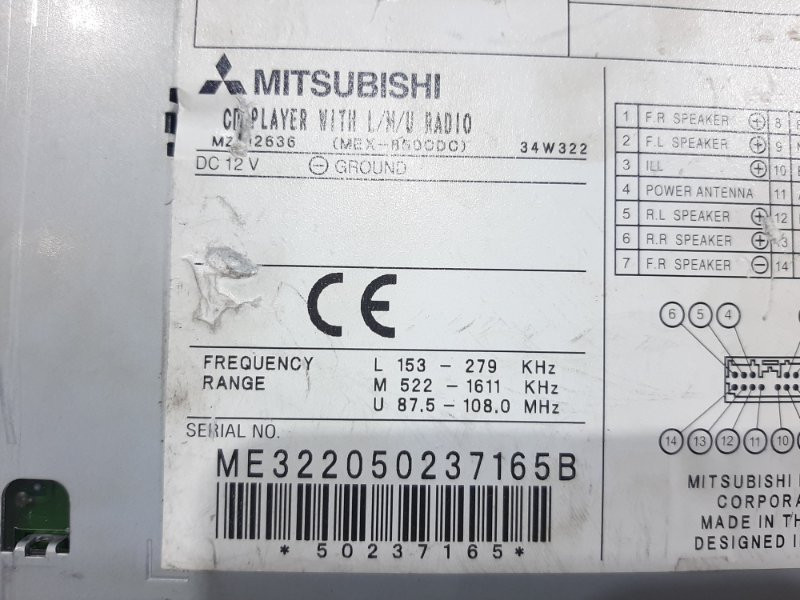 MITSUBISHI
CD PLAYER WITH L/M/U RADIO
34W322
DC 12 V ⊖ GROUND
CE
FREQUENCY RANGE
L 153 - 279 KHz
M 522 - 1611 KHz
U 87.5 - 108.0 MHz
SERIAL NO.
ME322050237165B
*50237165*
1 F.R SPEAKER ⊕ 8
2 F.L SPEAKER ⊕ 9
3 ILL ⊕ 10
4 POWER ANTENNA 11
5 R.L SPEAKER ⊕ 12
6 R.R SPEAKER ⊕ 13
7 F.R SPEAKER ⊖ 14
6 5 4
14 13 12 11 10
MITSUBISHI
CORPORA
MADE IN TH
DESIGNED I